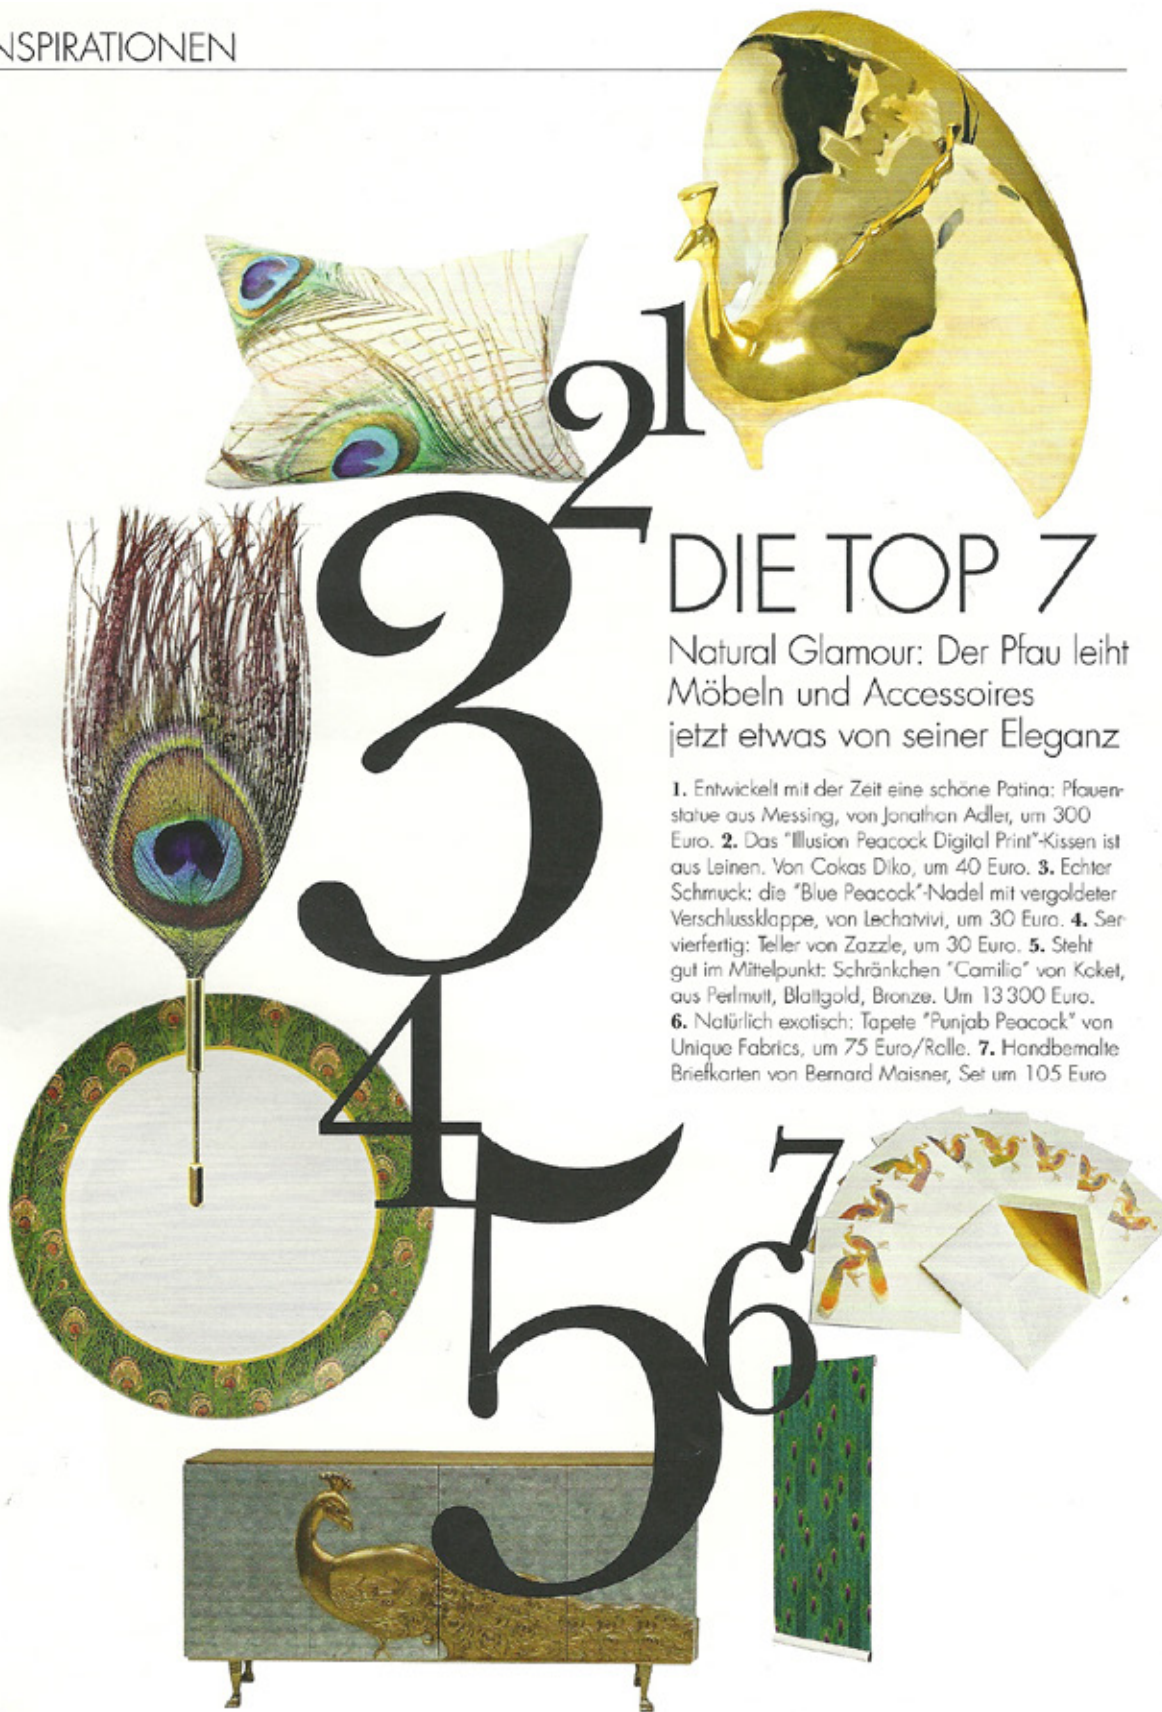 NSPIRATIONEN
1
2
3
4
5
6
7
DIE TOP 7
Natural Glamour: Der Pfau leiht
Möbeln und Accessoires
jetzt etwas von seiner Eleganz
1. Entwickelt mit der Zeit eine schöne Patina: Pfauen-
statue aus Messing, von Jonathan Adler, um 300
Euro. 2. Das "Illusion Peacock Digital Print"-Kissen ist
aus Leinen. Von Cokas Diko, um 40 Euro. 3. Echter
Schmuck: die "Blue Peacock"-Nadel mit vergoldeter
Verschlussklappe, von Lechatvivi, um 30 Euro. 4. Ser-
vierfertig: Teller von Zazzle, um 30 Euro. 5. Steht
gut im Mittelpunkt: Schränkchen "Camilia" von Koket,
aus Perlmutt, Blattgold, Bronze. Um 13 300 Euro.
6. Natürlich exotisch: Tapete "Punjab Peacock" von
Unique Fabrics, um 75 Euro/Rolle. 7. Handbemalte
Briefkarten von Bernard Maisner, Set um 105 Euro